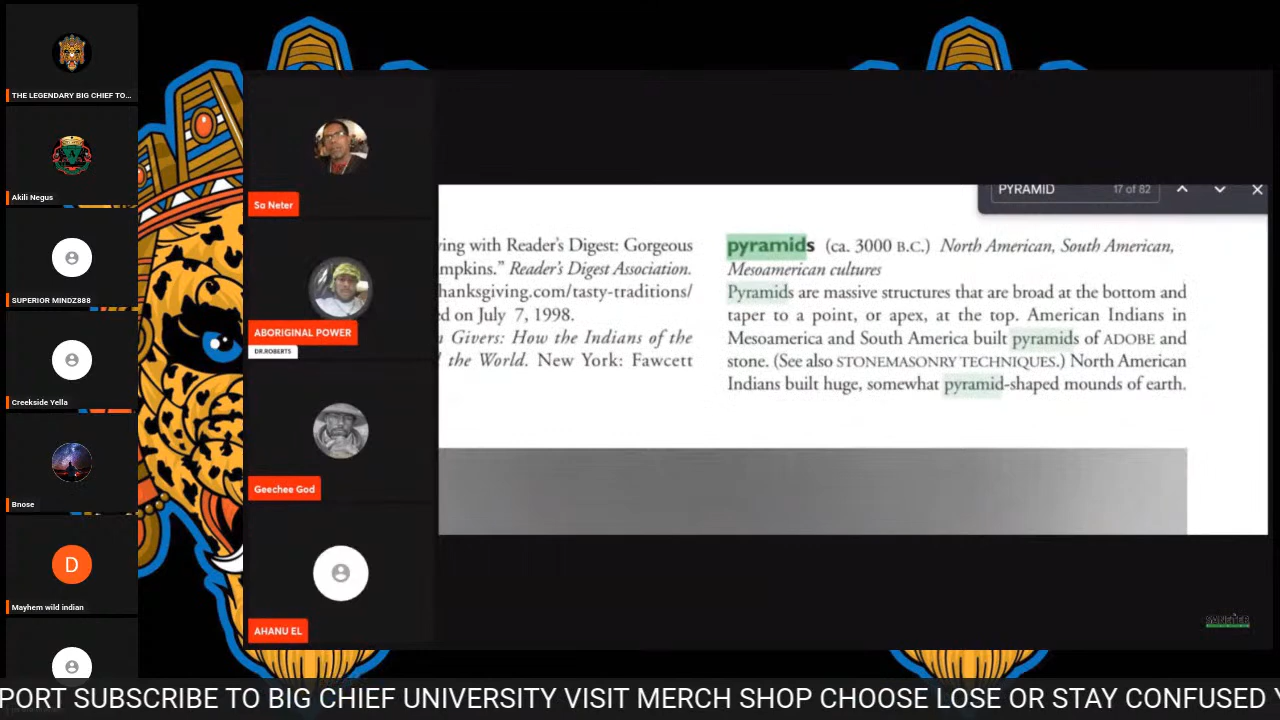 THE LEGENDARY BIG CHIEF TO...
Akili Negus
SUPERIOR MINDZ888
Creekside Yella
Bnose
D
Mayhem wild indian
Sa Neter
ABORIGINAL POWER
DR.ROBERTS
Geechee God
AHANU EL
PYRAMID 17 of 82
ving with Reader's Digest: Gorgeous
mpkins." Reader's Digest Association.
hanksgiving.com/tasty-traditions/
d on July 7, 1998.
n Givers: How the Indians of the
l the World. New York: Fawcett
pyramids (ca. 3000 B.C.) North American, South American,
Mesoamerican cultures
Pyramids are massive structures that are broad at the bottom and
taper to a point, or apex, at the top. American Indians in
Mesoamerica and South America built pyramids of ADOBE and
stone. (See also STONEMASONRY TECHNIQUES.) North American
Indians built huge, somewhat pyramid-shaped mounds of earth.
SANETER
PORT SUBSCRIBE TO BIG CHIEF UNIVERSITY VISIT MERCH SHOP CHOOSE LOSE OR STAY CONFUSED Y